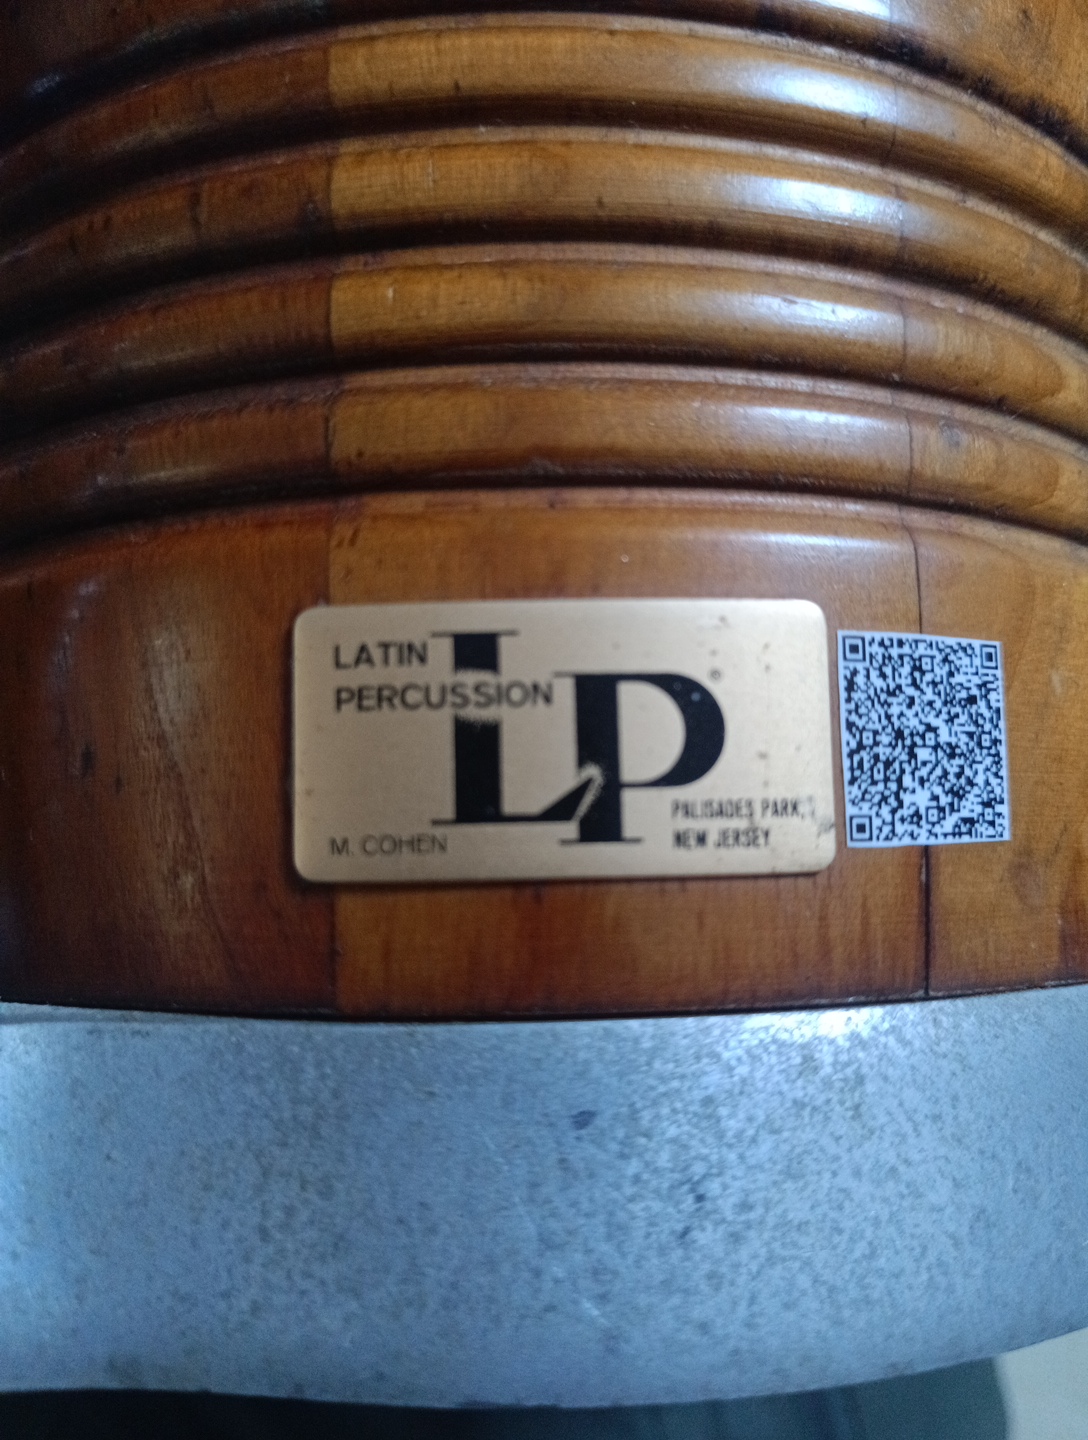 LATIN
PERCUSSION
LP
M. COHEN
PALISADES PARK,
NEW JERSEY